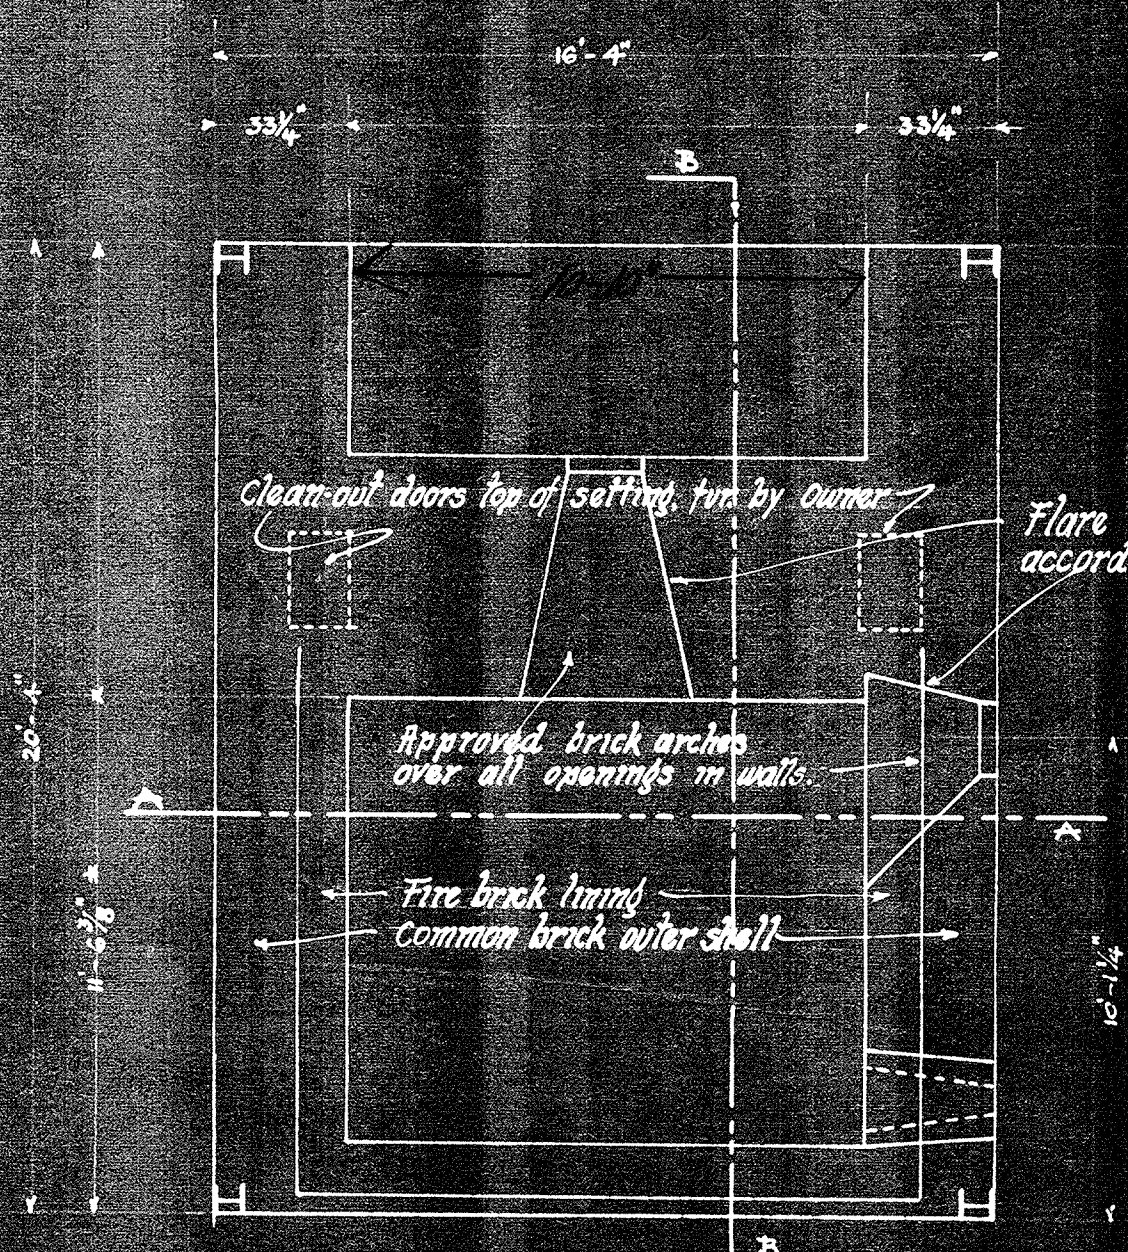 16'-4"
33¼"
33¼"
B
10'-10"
Clean-out doors top of setting, fur. by Owner
Flare
accord
20'-4"
Approved brick arches
over all openings in walls.
A
A
Fire brick lining
Common brick outer shell
11'-6⅜"
10'-1¼"
B